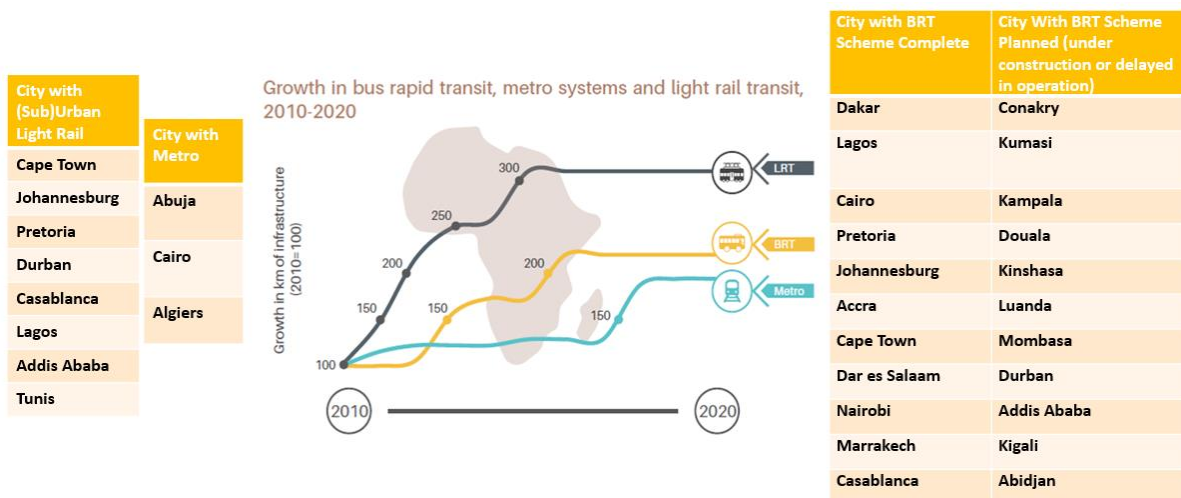 City with
(Sub)Urban
Light Rail
Cape Town
Johannesburg
Pretoria
Durban
Casablanca
Lagos
Addis Ababa
Tunis
City with
Metro
Abuja
Cairo
Algiers
Growth in bus rapid transit, metro systems and light rail transit,
2010-2020
Growth in km of infrastructure
(2010=100)
300
250
200
150
100
200
150
150
LRT
BRT
Metro
2010
2020
City with BRT
Scheme Complete
City With BRT Scheme
Planned (under
construction or delayed
in operation)
Dakar Conakry
Lagos Kumasi
Cairo Kampala
Pretoria Douala
Johannesburg Kinshasa
Accra Luanda
Cape Town Mombasa
Dar es Salaam Durban
Nairobi Addis Ababa
Marrakech Kigali
Casablanca Abidjan